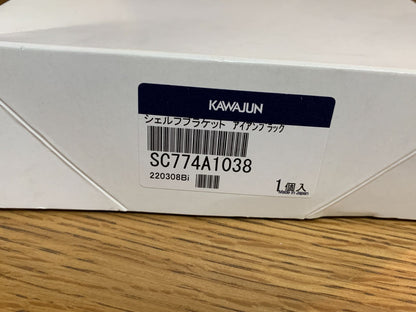 KAWAJUN
シェルフブラケット アイアンブラック
SC774A1038
220308Bi
1個入
Made in Japan